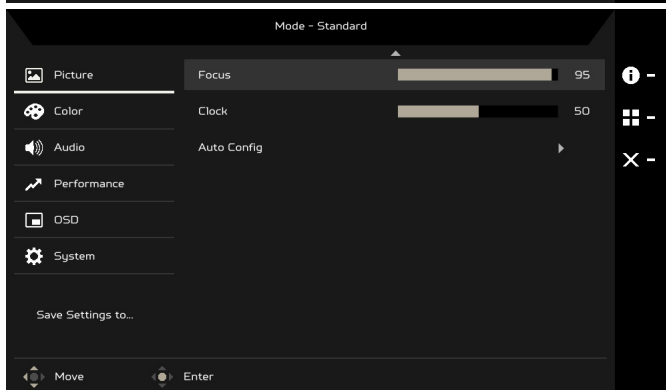 Mode - Standard
Picture
Focus 95
Color
Clock 50
Audio
Auto Config
Performance
OSD
System
Save Settings to...
Move Enter